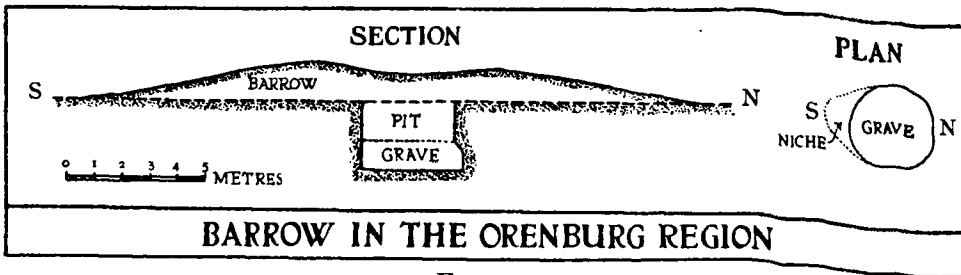 SECTION
PLAN
BARROW
S
N
PIT
GRAVE
0 1 2 3 4 5
METRES
S
GRAVE
N
NICHE
BARROW IN THE ORENBURG REGION